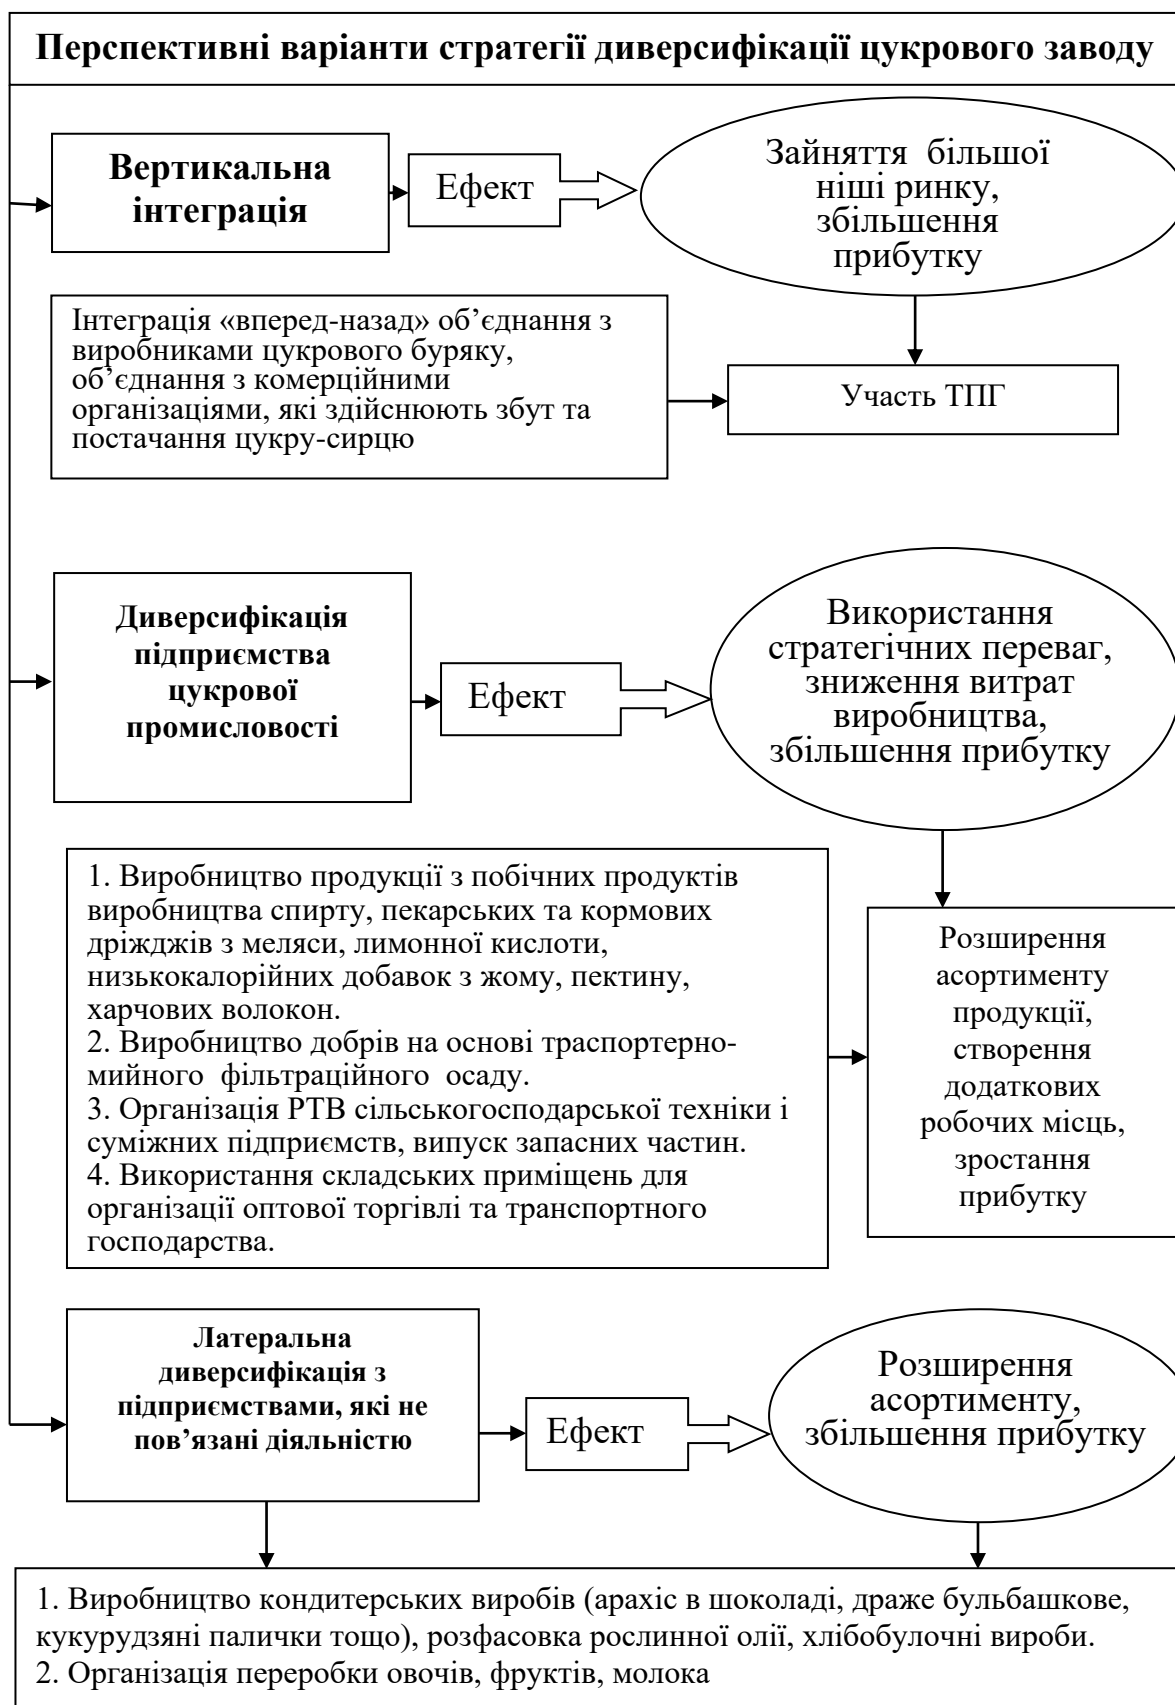 Перспективні варіанти стратегії диверсифікації цукрового заводу
Вертикальна
інтеграція
Ефект
Зайняття більшої
ніші ринку,
збільшення
прибутку
Інтеграція «вперед-назад» об’єднання з
виробниками цукрового буряку,
об’єднання з комерційними
організаціями, які здійснюють збут та
постачання цукру-сирцю
Участь ТПГ
Диверсифікація
підприємства
цукрової
промисловості
Ефект
Використання
стратегічних переваг,
зниження витрат
виробництва,
збільшення прибутку
1. Виробництво продукції з побічних продуктів
виробництва спирту, пекарських та кормових
дріжджів з меляси, лимонної кислоти,
низькокалорійних добавок з жому, пектину,
харчових волокон.
2. Виробництво добрів на основі траспортерно-
мийного фільтраційного осаду.
3. Організація РТВ сільськогосподарської техніки і
суміжних підприємств, випуск запасних частин.
4. Використання складських приміщень для
організації оптової торгівлі та транспортного
господарства.
Розширення
асортименту
продукції,
створення
додаткових
робочих місць,
зростання
прибутку
Латеральна
диверсифікація з
підприємствами, які не
пов’язані діяльністю
Ефект
Розширення
асортименту,
збільшення прибутку
1. Виробництво кондитерських виробів (арахіс в шоколаді, драже бульбашкове,
кукурудзяні палички тощо), розфасовка рослинної олії, хлібобулочні вироби.
2. Організація переробки овочів, фруктів, молока